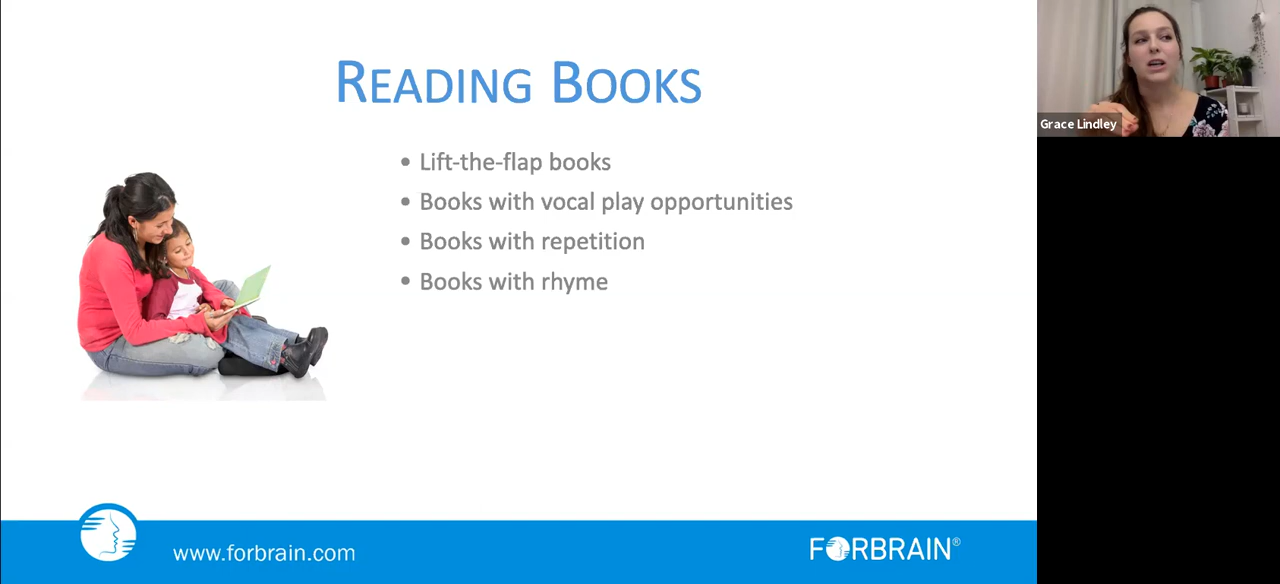 READING BOOKS
• Lift-the-flap books
• Books with vocal play opportunities
• Books with repetition
• Books with rhyme
Grace Lindley
www.forbrain.com
FORBRAIN®